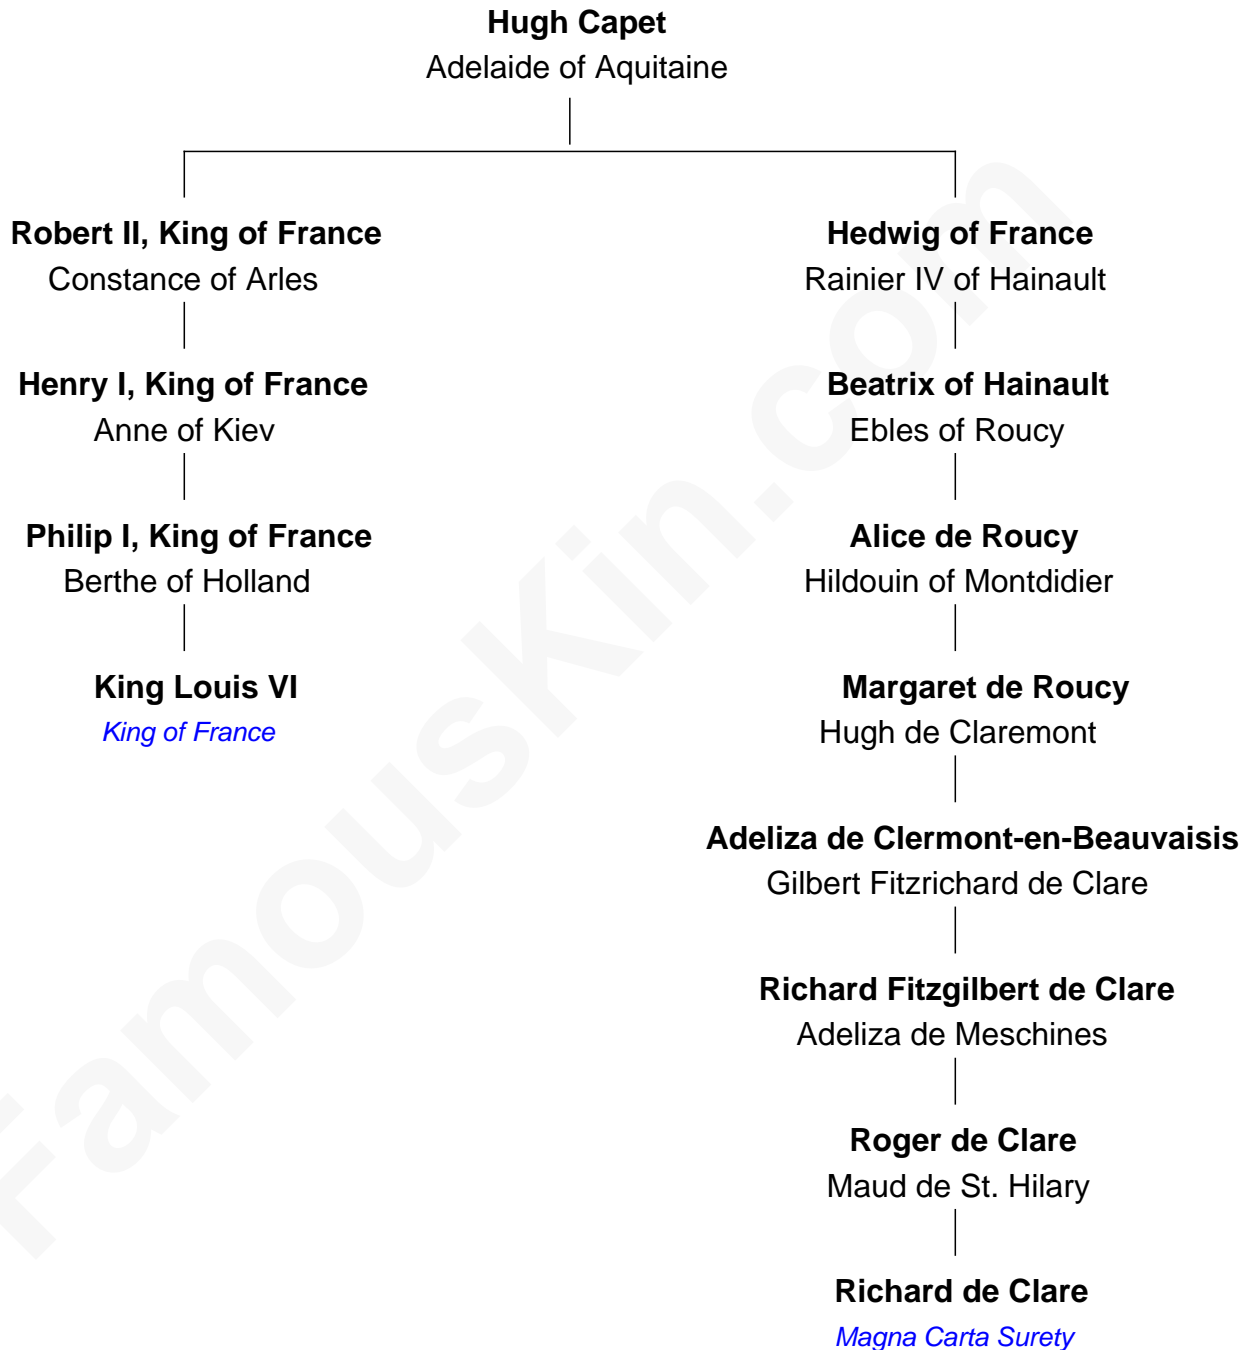 Hugh Capet
Adelaide of Aquitaine
Robert II, King of France
Constance of Arles
Henry I, King of France
Anne of Kiev
Philip I, King of France
Berthe of Holland
King Louis VI
King of France
Hedwig of France
Rainier IV of Hainault
Beatrix of Hainault
Ebles of Roucy
Alice de Roucy
Hildouin of Montdidier
Margaret de Roucy
Hugh de Claremont
Adeliza de Clermont-en-Beauvaisis
Gilbert Fitzrichard de Clare
Richard Fitzgilbert de Clare
Adeliza de Meschines
Roger de Clare
Maud de St. Hilary
Richard de Clare
Magna Carta Surety
FamousKin.com